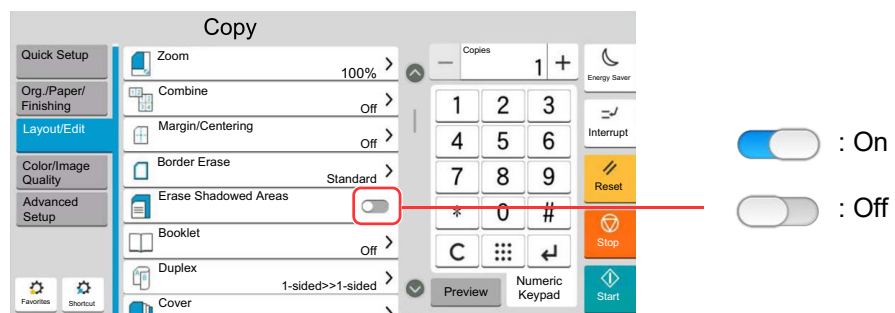 Copy
Quick Setup
Org./Paper/
Finishing
Layout/Edit
Color/Image
Quality
Advanced
Setup
Favorites
Shortcut
Zoom
100%
Combine
Off
Margin/Centering
Off
Border Erase
Standard
Erase Shadowed Areas
Booklet
Off
Duplex
1-sided>>1-sided
Cover
Copies
− 1 +
1 2 3
4 5 6
7 8 9
* 0 #
C
Preview
Numeric
Keypad
Energy Saver
Interrupt
Reset
Stop
Start
: On
: Off